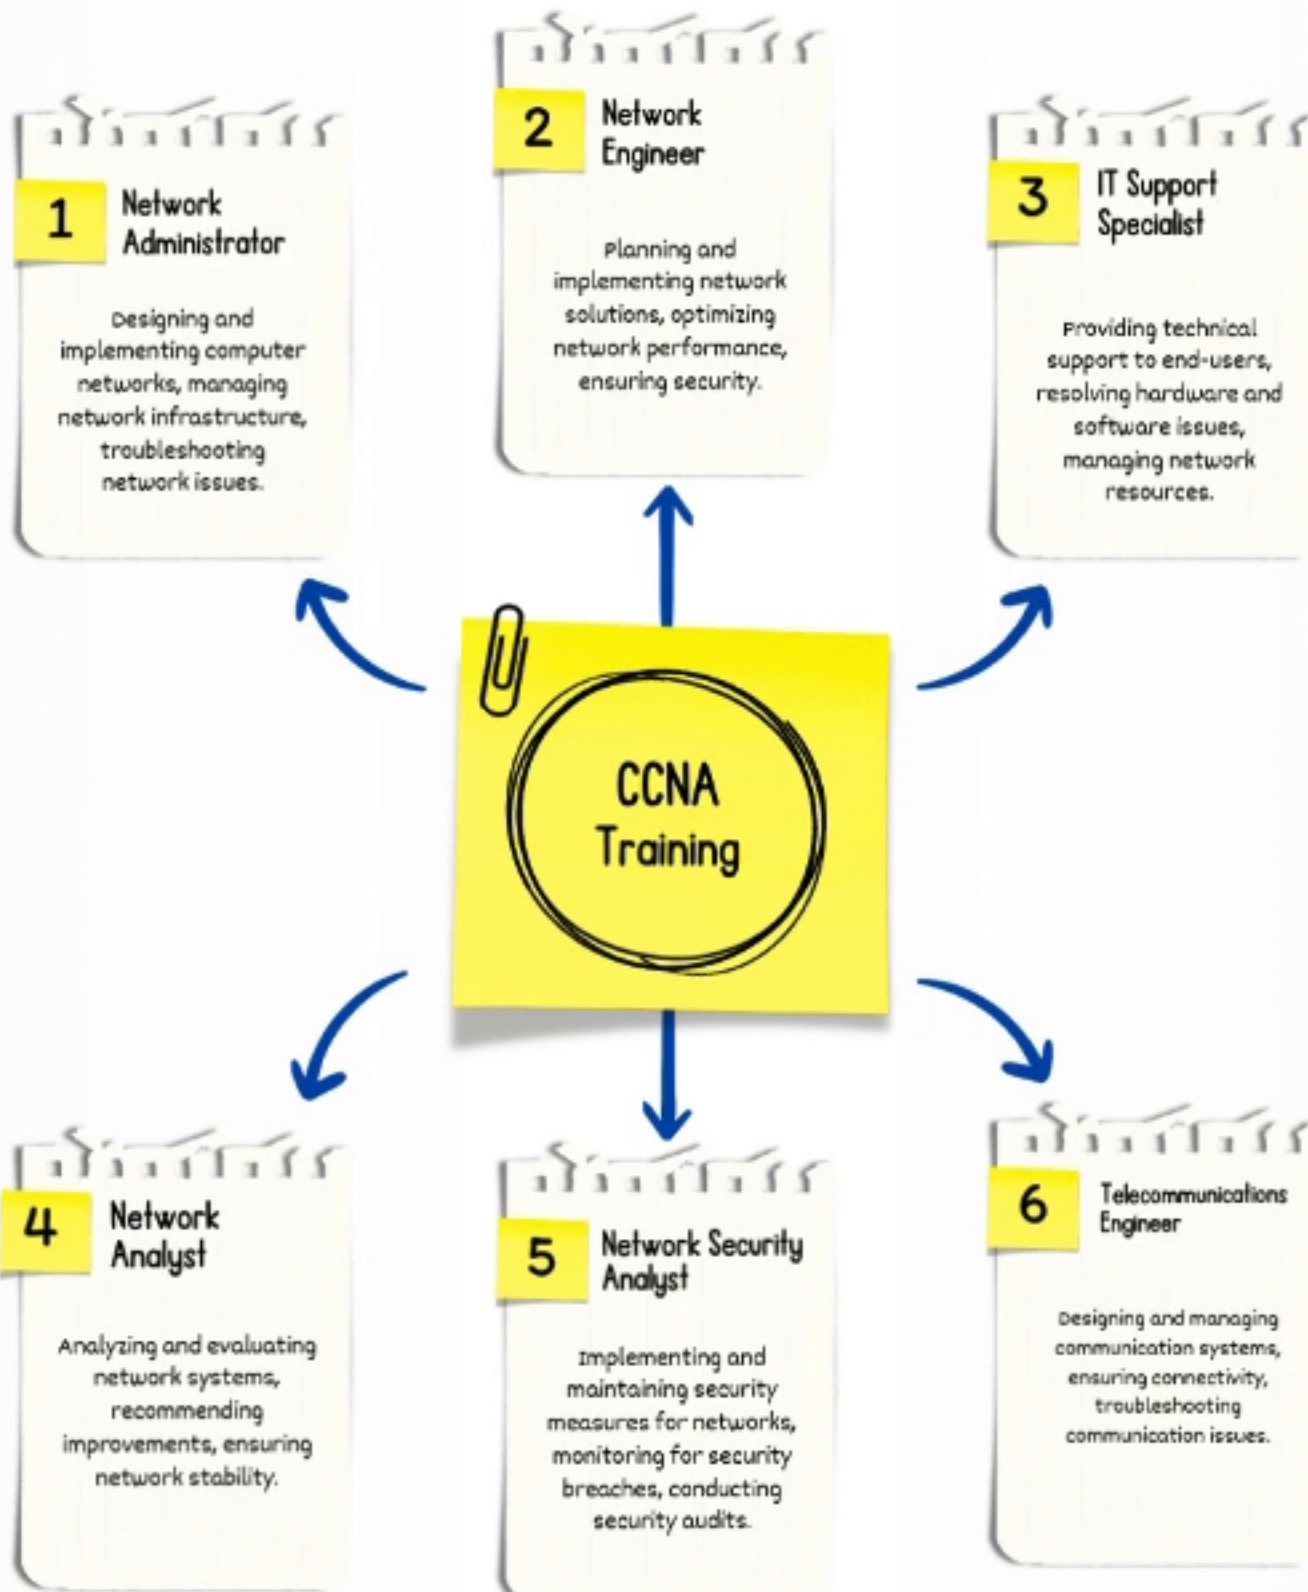 1
Network
Administrator
Designing and
implementing computer
networks, managing
network infrastructure,
troubleshooting
network issues.
2
Network
Engineer
Planning and
implementing network
solutions, optimizing
network performance,
ensuring security.
3
IT Support
Specialist
Providing technical
support to end-users,
resolving hardware and
software issues,
managing network
resources.
CCNA
Training
4
Network
Analyst
Analyzing and evaluating
network systems,
recommending
improvements, ensuring
network stability.
5
Network Security
Analyst
Implementing and
maintaining security
measures for networks,
monitoring for security
breaches, conducting
security audits.
6
Telecommunications
Engineer
Designing and managing
communication systems,
ensuring connectivity,
troubleshooting
communication issues.